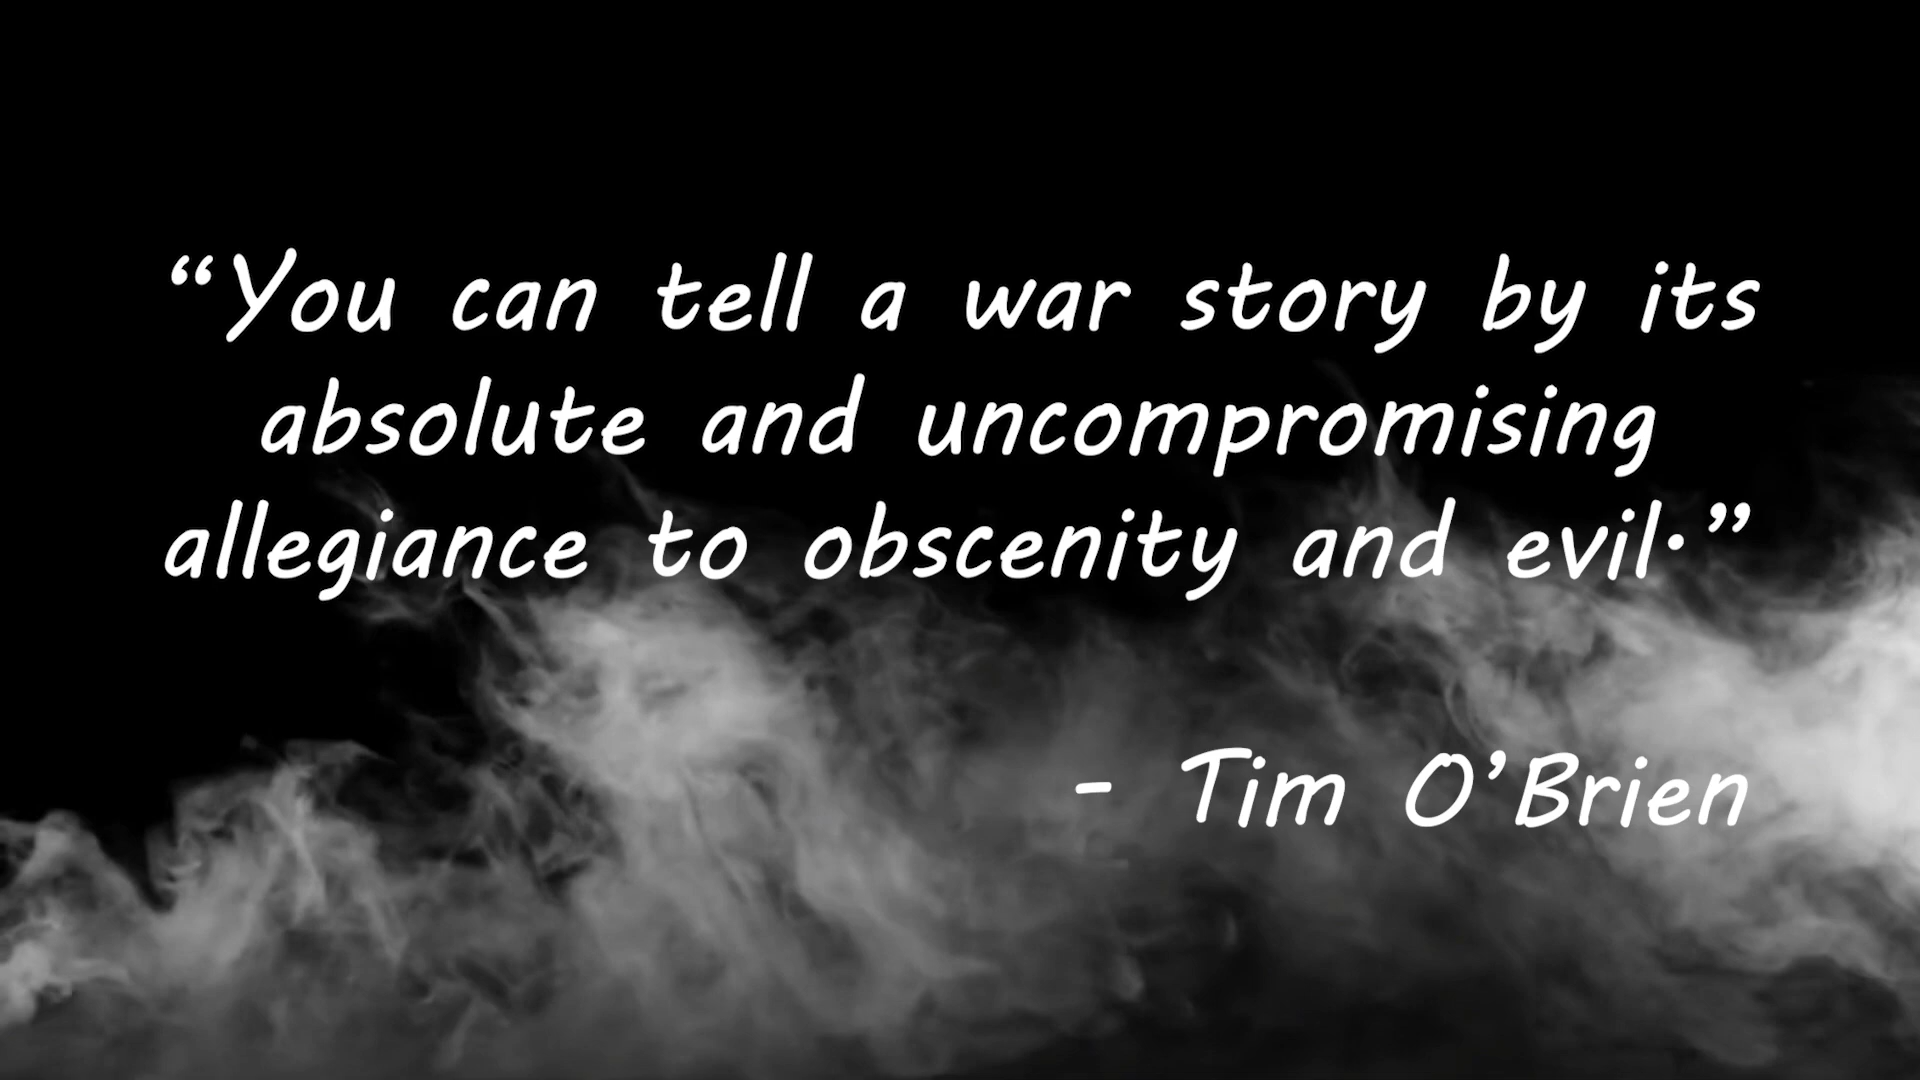 “You can tell a war story by its
absolute and uncompromising
allegiance to obscenity and evil.”
- Tim O’Brien